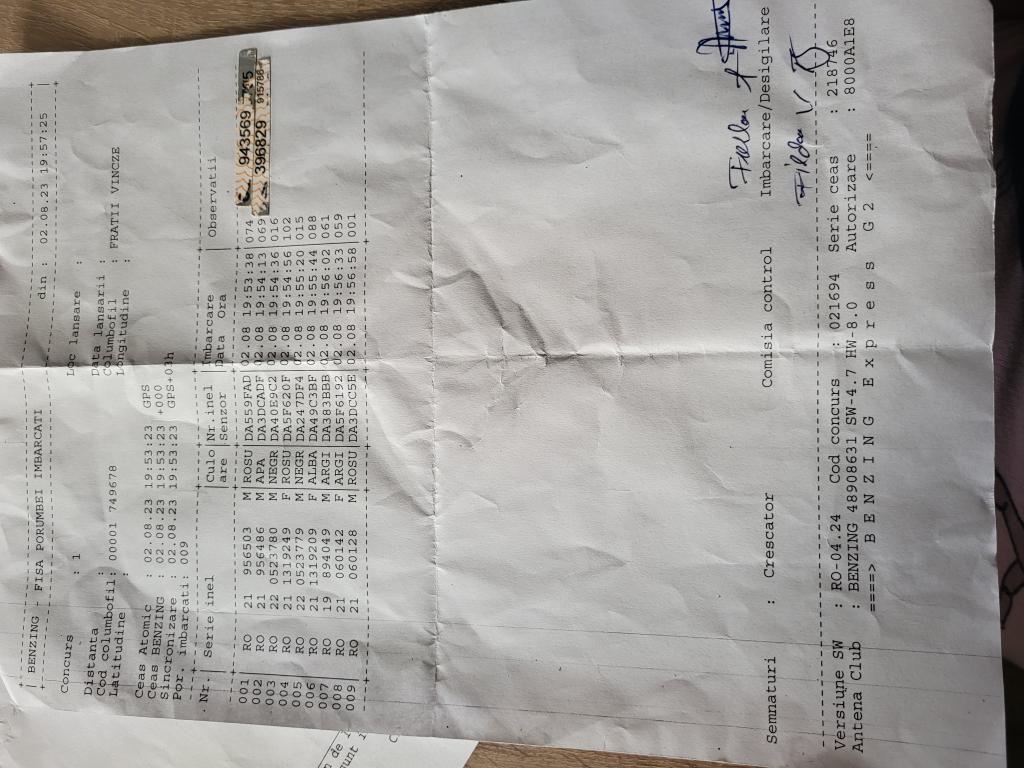 BENZING - FISA PORUMBEI IMBARCATI din : 02.08.23 19:57:25
Concurs : 1 Loc lansare :
Distanta : Data lansarii :
Cod columbofil: 00001 749678 Columbofil : FRATII VINCZE
Latitudine : Longitudine :
Ceas Atomic : 02.08.23 19:53:23 GPS
Ceas BENZING : 02.08.23 19:53:23 +000
Sincronizare : 02.08.23 19:53:23 GPS+03h
Por. imbarcati: 009
Nr. | Serie inel |Culo|Nr.inel |Imbarcare Observatii
are |Senzor |Data Ora
001 RO 21 956503 M|ROSU|DA559FAD|02.08 19:53:38|074
002 RO 21 956486 M|APA |DA3DCADF|02.08 19:54:13|069
003 RO 22 0523780 M|NEGR|DA40E9C2|02.08 19:54:36|016
004 RO 21 1319249 F|ROSU|DA5F620F|02.08 19:54:56|102
005 RO 22 0523779 M|NEGR|DA247DF4|02.08 19:55:20|015
006 RO 21 1319209 F|ALBA|DA49C3BF|02.08 19:55:44|088
007 RO 19 894049 M|ARGI|DA383BBB|02.08 19:56:02|061
008 RO 21 060142 F|ARGI|DA5F6192|02.08 19:56:33|059
009 RO 21 060128 M|ROSU|DA3DCC5E|02.08 19:56:58|001
943569
396829 915786
Semnaturi : Crescator Comisia control Imbarcare/Desigilare
Versiune SW : RO-04.24 Cod concurs : 021694 Serie ceas : 218746
Antena Club : BENZING 48908631 SW-4.7 HW-8.0 Autorizare : 8000A1E8
====> B E N Z I N G E x p r e s s G 2 <====